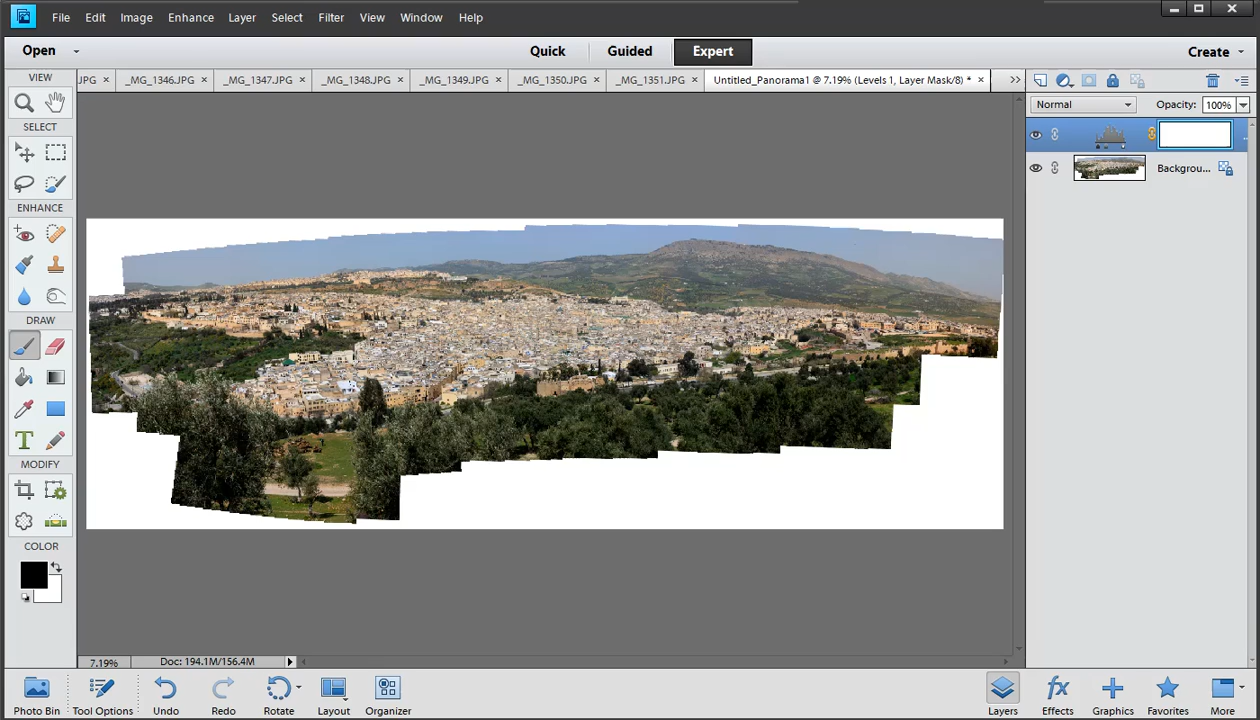 File Edit Image Enhance Layer Select Filter View Window Help
Open Quick Guided Expert Create
VIEW
JPG × _MG_1346.JPG × _MG_1347.JPG × _MG_1348.JPG × _MG_1349.JPG × _MG_1350.JPG × _MG_1351.JPG × Untitled_Panorama1 @ 7.19% (Levels 1, Layer Mask/8) * ×
Normal Opacity: 100%
SELECT
Backgrou...
ENHANCE
DRAW
T
MODIFY
COLOR
7.19% Doc: 194.1M/156.4M
Photo Bin Tool Options Undo Redo Rotate Layout Organizer Layers fx Effects Graphics Favorites More